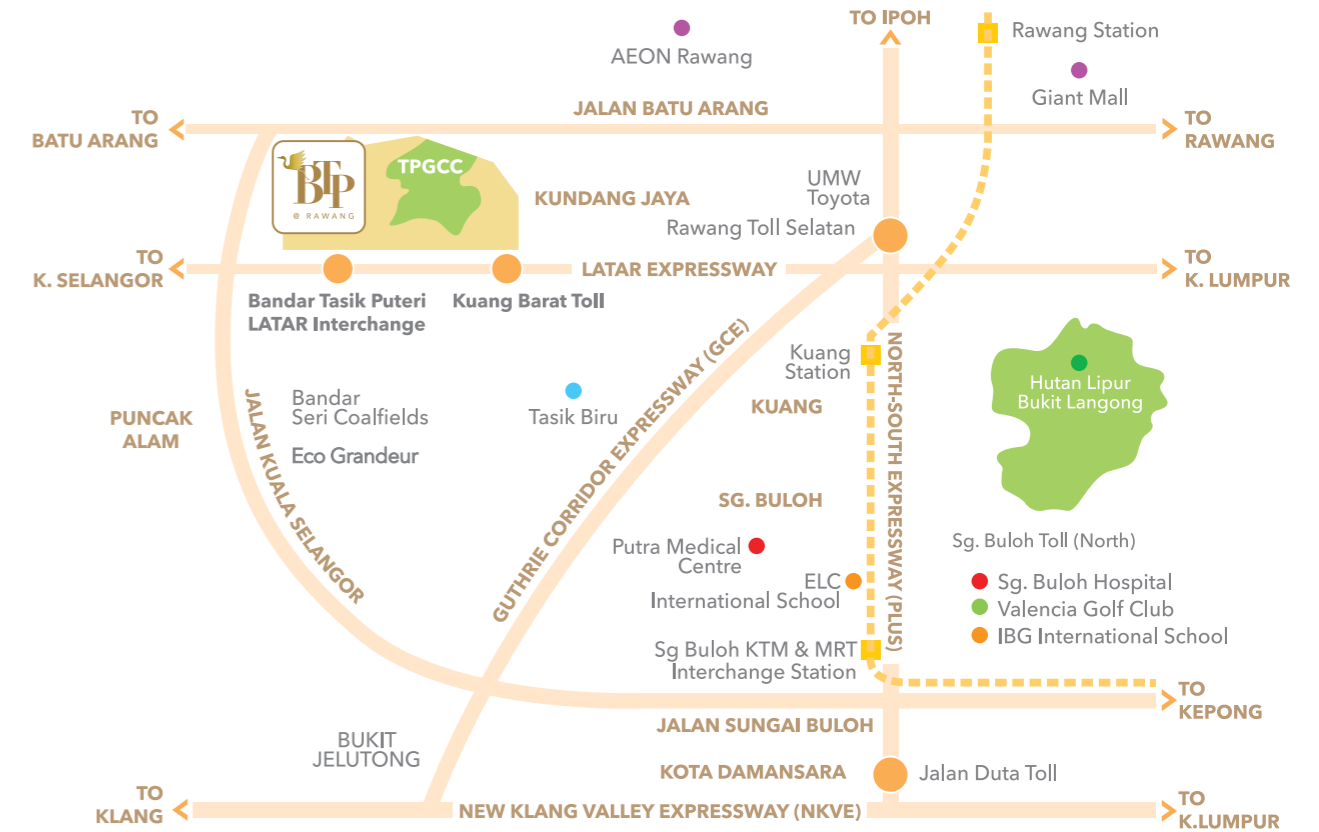 TO IPOH
Rawang Station
AEON Rawang
Giant Mall
JALAN BATU ARANG
TO
BATU ARANG
TO
RAWANG
BTP
@ RAWANG
TPGCC
KUNDANG JAYA
UMW
Toyota
Rawang Toll Selatan
TO
K. SELANGOR
LATAR EXPRESSWAY
TO
K. LUMPUR
Bandar Tasik Puteri
LATAR Interchange
Kuang Barat Toll
GUTHRIE CORRIDOR EXPRESSWAY (GCE)
NORTH-SOUTH EXPRESSWAY (PLUS)
Kuang
Station
KUANG
Hutan Lipur
Bukit Langong
PUNCAK
ALAM
JALAN KUALA SELANGOR
Bandar
Seri Coalfields
Eco Grandeur
Tasik Biru
SG. BULOH
Putra Medical
Centre
ELC
International School
Sg. Buloh Toll (North)
Sg. Buloh Hospital
Valencia Golf Club
IBG International School
Sg Buloh KTM & MRT
Interchange Station
TO
KEPONG
JALAN SUNGAI BULOH
BUKIT
JELUTONG
KOTA DAMANSARA
Jalan Duta Toll
TO
KLANG
NEW KLANG VALLEY EXPRESSWAY (NKVE)
TO
K.LUMPUR